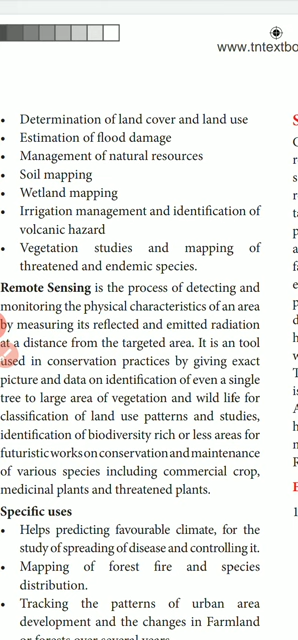 www.tntextbo
• Determination of land cover and land use
• Estimation of flood damage
• Management of natural resources
• Soil mapping
• Wetland mapping
• Irrigation management and identification of
volcanic hazard
• Vegetation studies and mapping of
threatened and endemic species.
Remote Sensing is the process of detecting and
monitoring the physical characteristics of an area
by measuring its reflected and emitted radiation
at a distance from the targeted area. It is an tool
used in conservation practices by giving exact
picture and data on identification of even a single
tree to large area of vegetation and wild life for
classification of land use patterns and studies,
identification of biodiversity rich or less areas for
futuristic works on conservation and maintenance
of various species including commercial crop,
medicinal plants and threatened plants.
Specific uses
• Helps predicting favourable climate, for the
study of spreading of disease and controlling it.
• Mapping of forest fire and species
distribution.
• Tracking the patterns of urban area
development and the changes in Farmland
or forests over several years